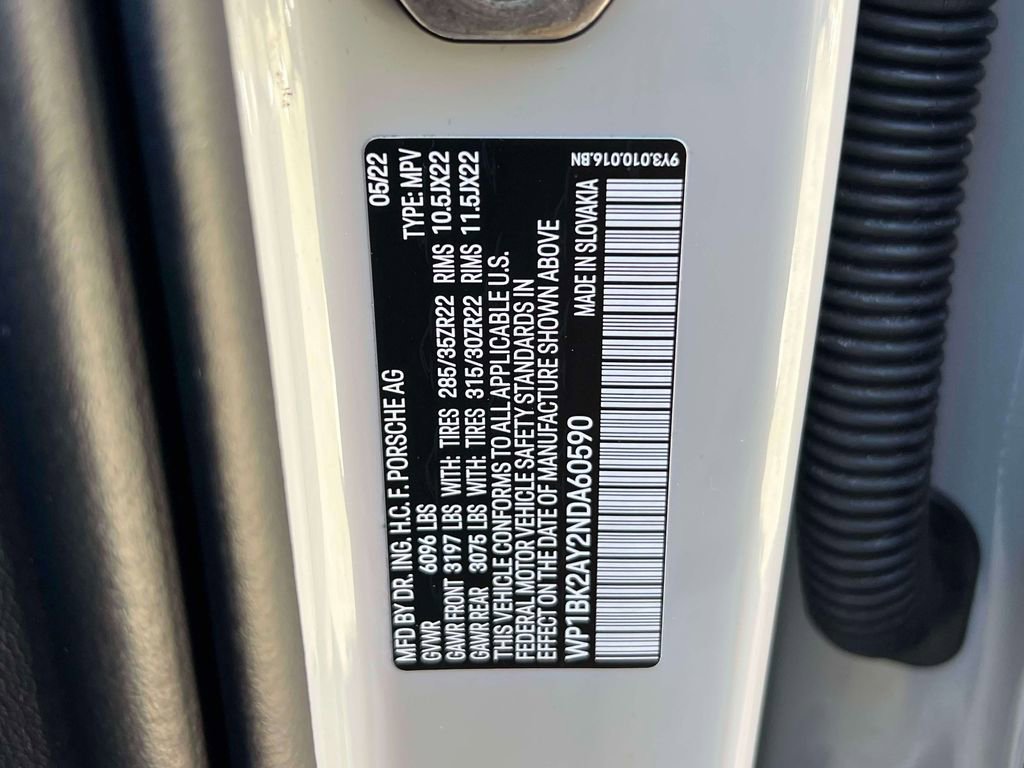 MFD BY DR. ING. H.C. F. PORSCHE AG 05/22
GVWR 6096 LBS TYPE: MPV
GAWR FRONT 3197 LBS WITH: TIRES 285/35ZR22 RIMS 10.5JX22
GAWR REAR 3075 LBS WITH: TIRES 315/30ZR22 RIMS 11.5JX22
THIS VEHICLE CONFORMS TO ALL APPLICABLE U.S.
FEDERAL MOTOR VEHICLE SAFETY STANDARDS IN
EFFECT ON THE DATE OF MANUFACTURE SHOWN ABOVE
WP1BK2AY2NDA60590 MADE IN SLOVAKIA
9Y3.010.016.BN